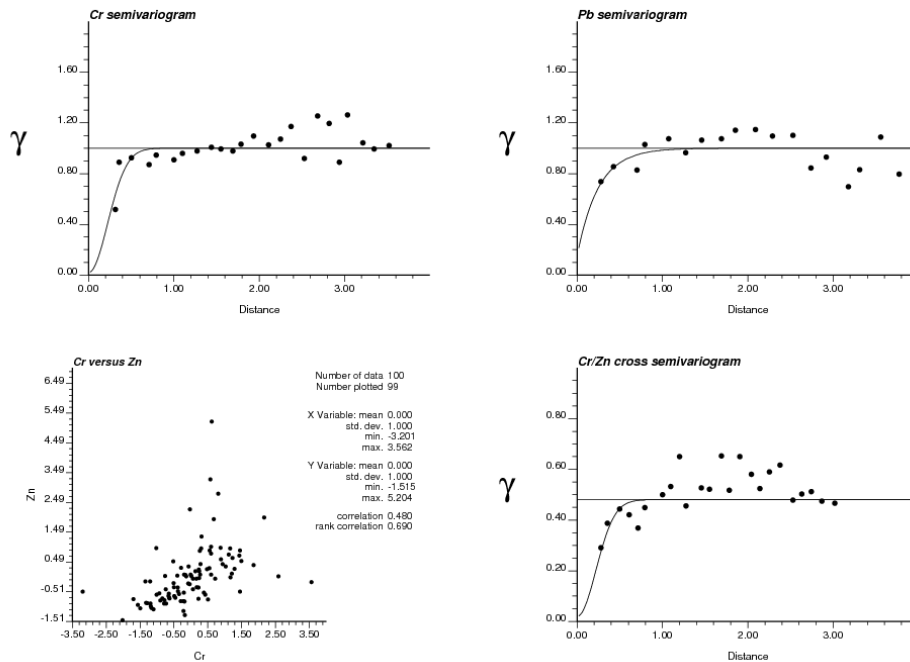 Cr semivariogram
γ
1.60
1.20
0.80
0.40
0.00
0.00 1.00 2.00 3.00
Distance
Pb semivariogram
γ
1.60
1.20
0.80
0.40
0.00
0.00 1.00 2.00 3.00
Distance
Cr versus Zn
Zn
6.49
5.49
4.49
3.49
2.49
1.49
0.49
-0.51
-1.51
-3.50 -2.50 -1.50 -0.50 0.50 1.50 2.50 3.50
Cr
Number of data 100
Number plotted 99
X Variable: mean 0.000
std. dev. 1.000
min. -3.201
max. 3.562
Y Variable: mean 0.000
std. dev. 1.000
min. -1.515
max. 5.204
correlation 0.480
rank correlation 0.690
Cr/Zn cross semivariogram
γ
0.80
0.60
0.40
0.20
0.00
0.00 1.00 2.00 3.00
Distance